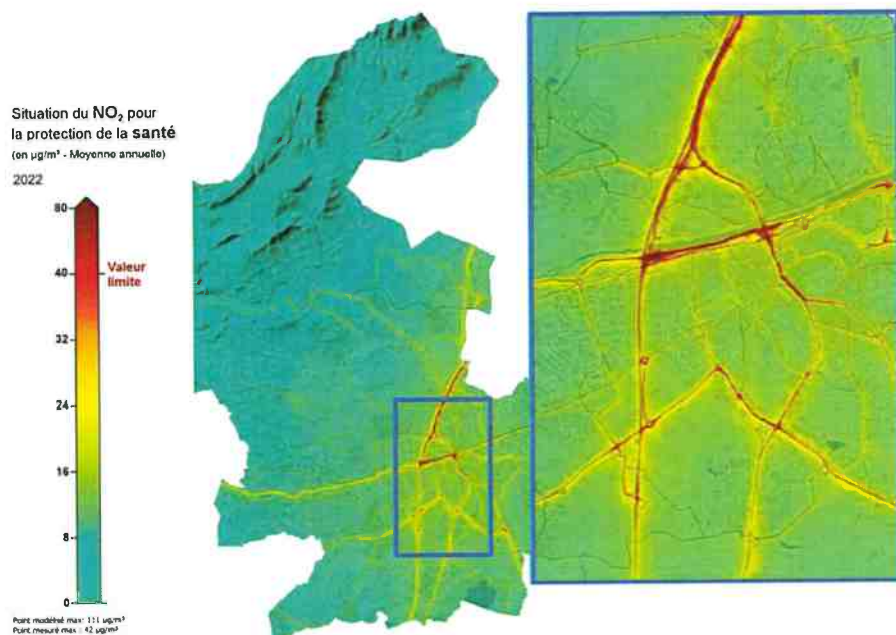 Situation du NO₂ pour
la protection de la santé
(en µg/m³ - Moyenne annuelle)
2022
80
Valeur
limite
40
32
24
16
8
0
Point modélisé max: 111 µg/m³
Point mesuré max : 42 µg/m³